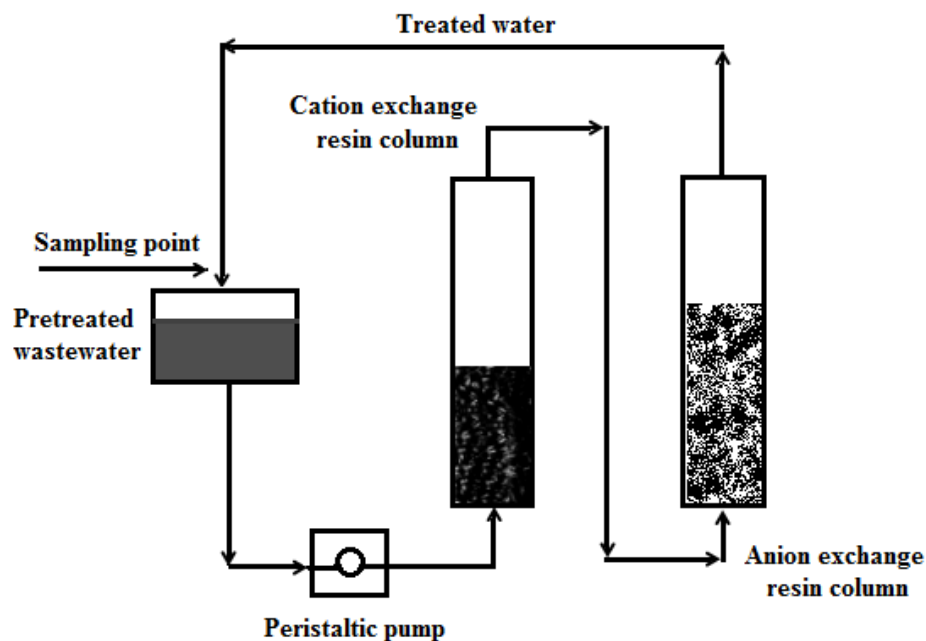 Treated water
Cation exchange
resin column
Sampling point
Pretreated
wastewater
Anion exchange
resin column
Peristaltic pump